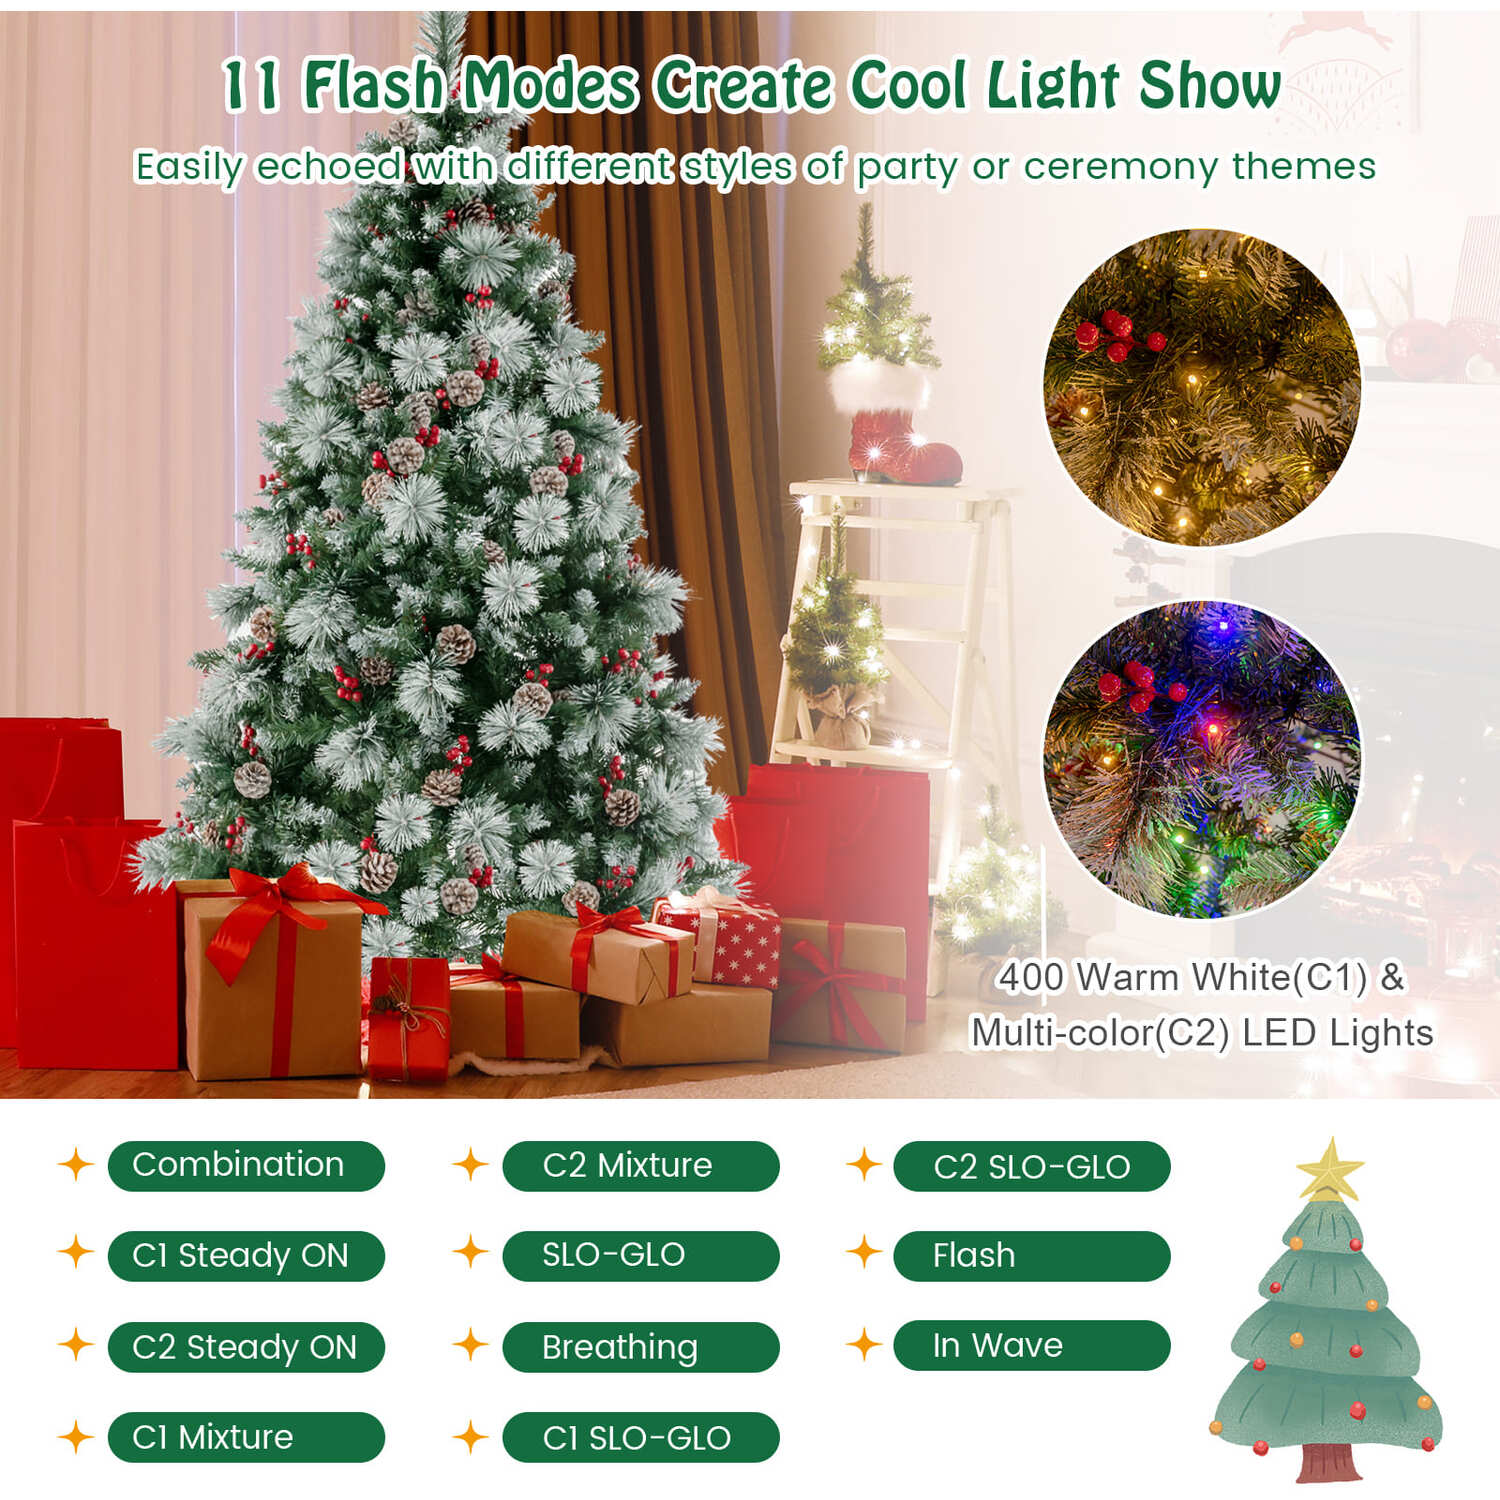 11 Flash Modes Create Cool Light Show
Easily echoed with different styles of party or ceremony themes
400 Warm White(C1) &
Multi-color(C2) LED Lights
Combination
C1 Steady ON
C2 Steady ON
C1 Mixture
C2 Mixture
SLO-GLO
Breathing
C1 SLO-GLO
C2 SLO-GLO
Flash
In Wave